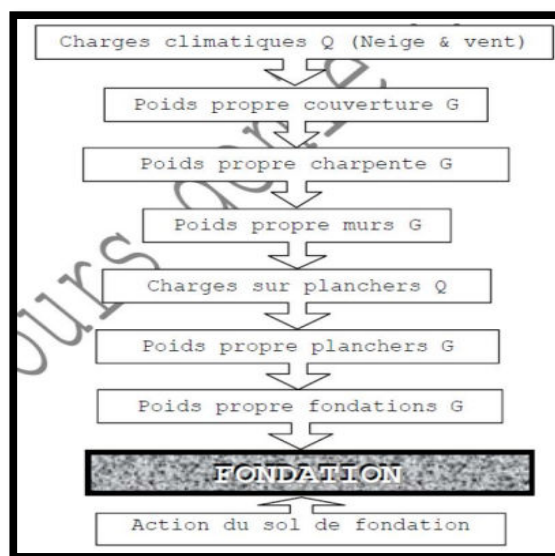 Charges climatiques Q (Neige & vent)
Poids propre couverture G
Poids propre charpente G
Poids propre murs G
Charges sur planchers Q
Poids propre planchers G
Poids propre fondations G
FONDATION
Action du sol de fondation